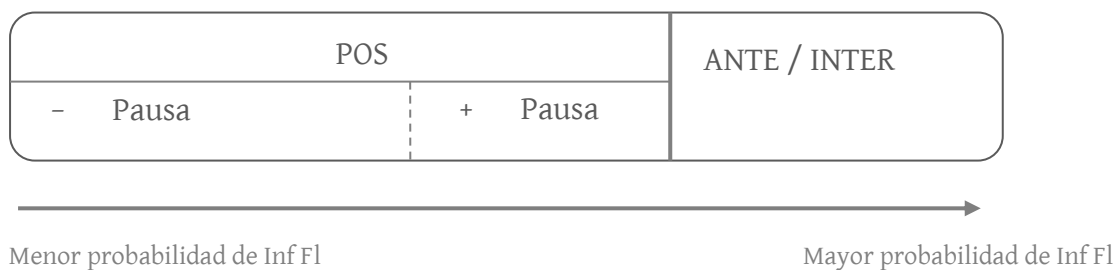 POS
ANTE / INTER
– Pausa
+ Pausa
Menor probabilidad de Inf Fl
Mayor probabilidad de Inf Fl